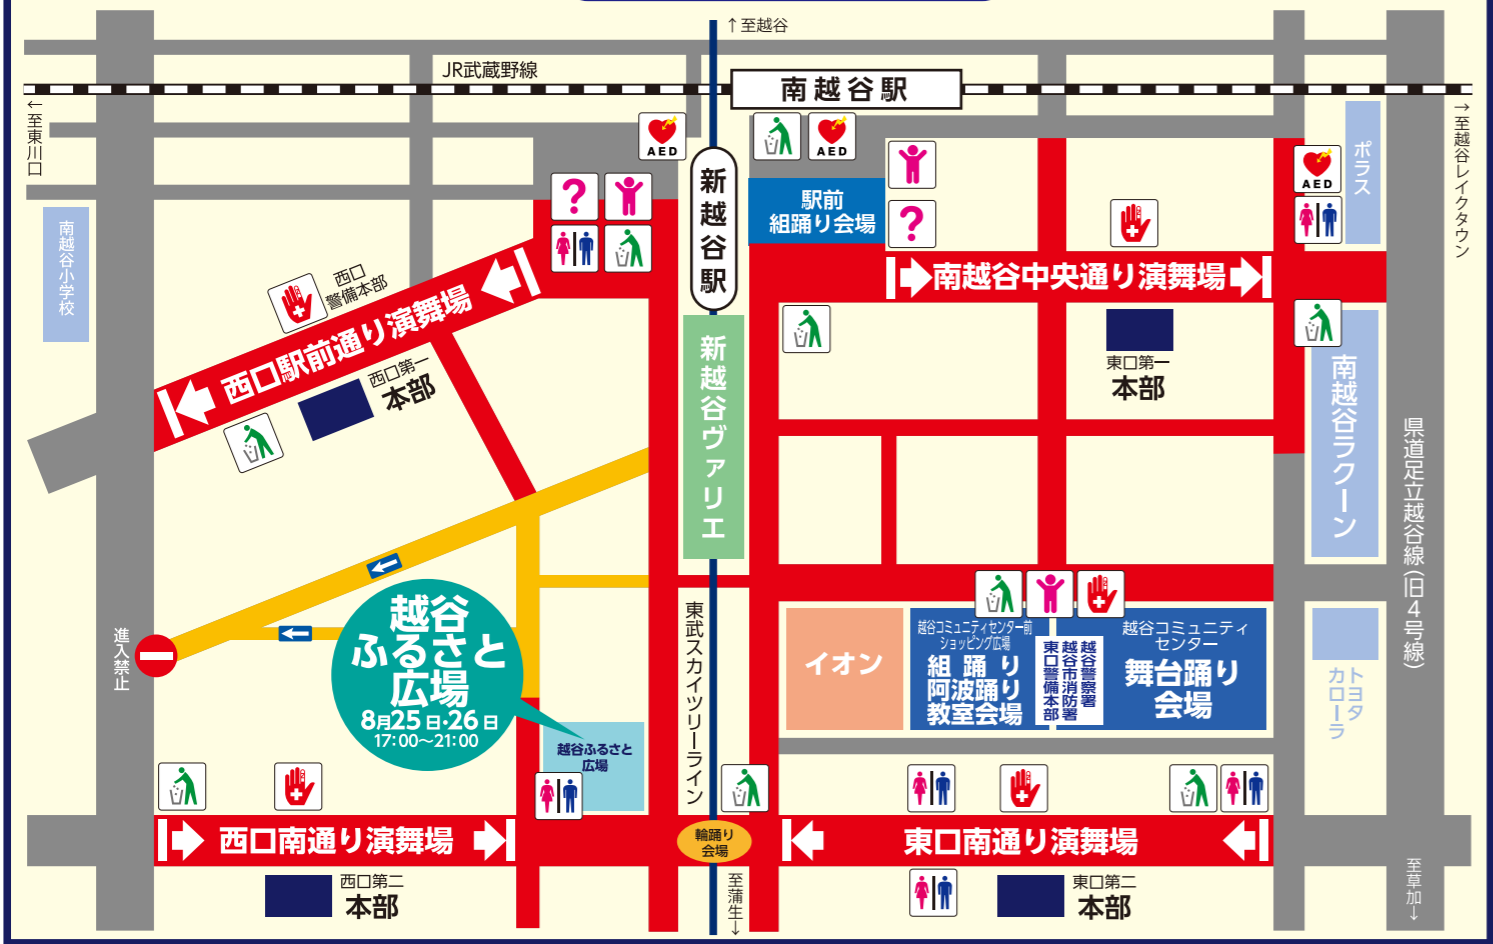 ↑至越谷
JR武蔵野線
南越谷駅
←至東川口
→至越谷レイクタウン
AED
AED
AED
ポラス
新越谷駅
駅前
組踊り会場
?
?
南越谷小学校
西口
警備本部
西口駅前通り演舞場
西口第一
本部
南越谷中央通り演舞場
東口第一
本部
新越谷ヴァリエ
南越谷ラクーン
県道足立越谷線(旧4号線)
進入禁止
越谷
ふるさと
広場
8月25日・26日
17:00〜21:00
越谷ふるさと
広場
東武スカイツリーライン
イオン
越谷コミュニティセンター前
ショッピング広場
組踊り
阿波踊り
教室会場
越谷警察署
越谷市消防署
東口警備本部
越谷コミュニティ
センター
舞台踊り
会場
トヨタ
カローラ
西口南通り演舞場
輪踊り
会場
東口南通り演舞場
西口第二
本部
至蒲生→
東口第二
本部
至草加→